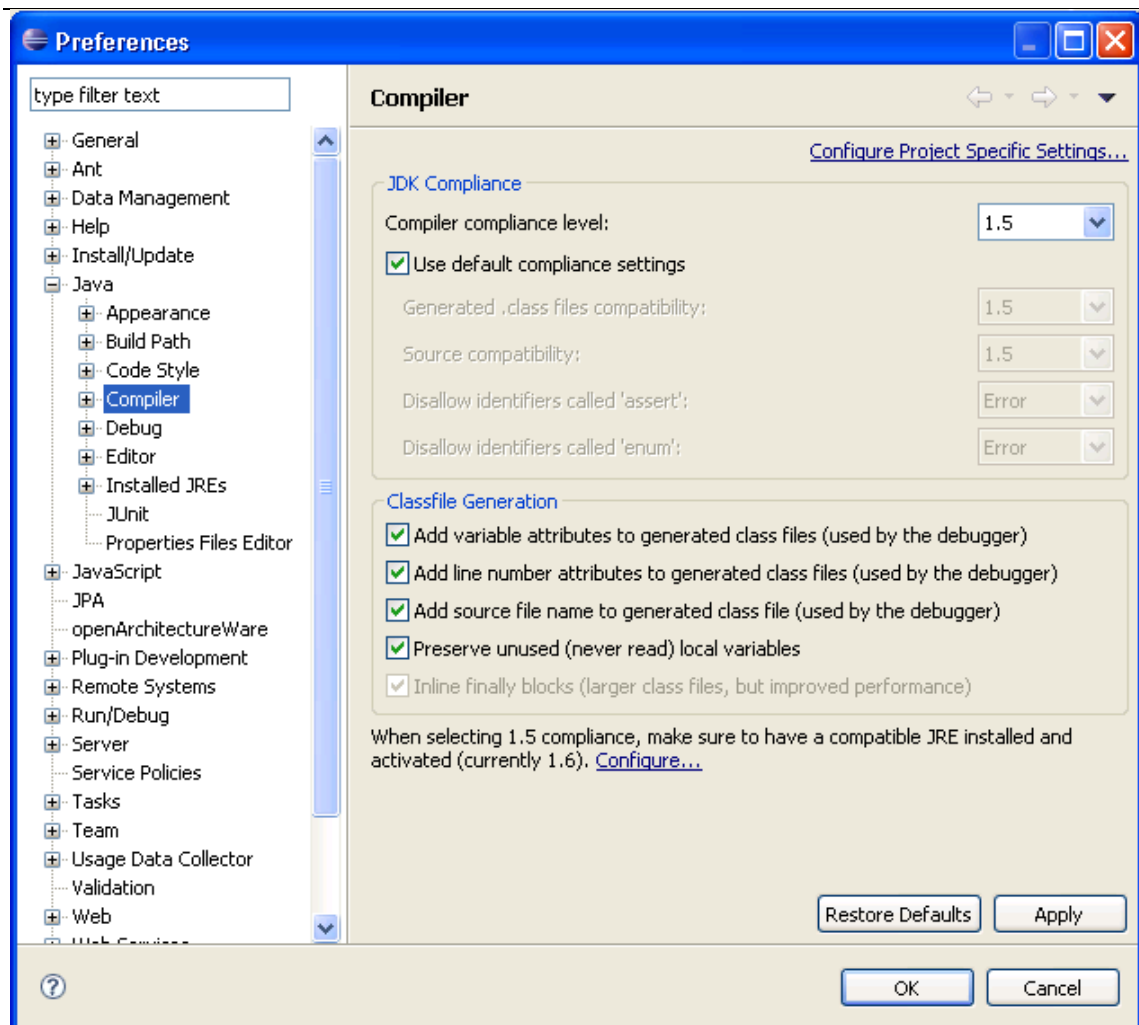 Preferences
type filter text
General
Ant
Data Management
Help
Install/Update
Java
Appearance
Build Path
Code Style
Compiler
Debug
Editor
Installed JREs
JUnit
Properties Files Editor
JavaScript
JPA
openArchitectureWare
Plug-in Development
Remote Systems
Run/Debug
Server
Service Policies
Tasks
Team
Usage Data Collector
Validation
Web
Compiler
Configure Project Specific Settings...
JDK Compliance
Compiler compliance level: 1.5
Use default compliance settings
Generated .class files compatibility: 1.5
Source compatibility: 1.5
Disallow identifiers called 'assert': Error
Disallow identifiers called 'enum': Error
Classfile Generation
Add variable attributes to generated class files (used by the debugger)
Add line number attributes to generated class files (used by the debugger)
Add source file name to generated class file (used by the debugger)
Preserve unused (never read) local variables
Inline finally blocks (larger class files, but improved performance)
When selecting 1.5 compliance, make sure to have a compatible JRE installed and
activated (currently 1.6). Configure...
Restore Defaults Apply
? OK Cancel